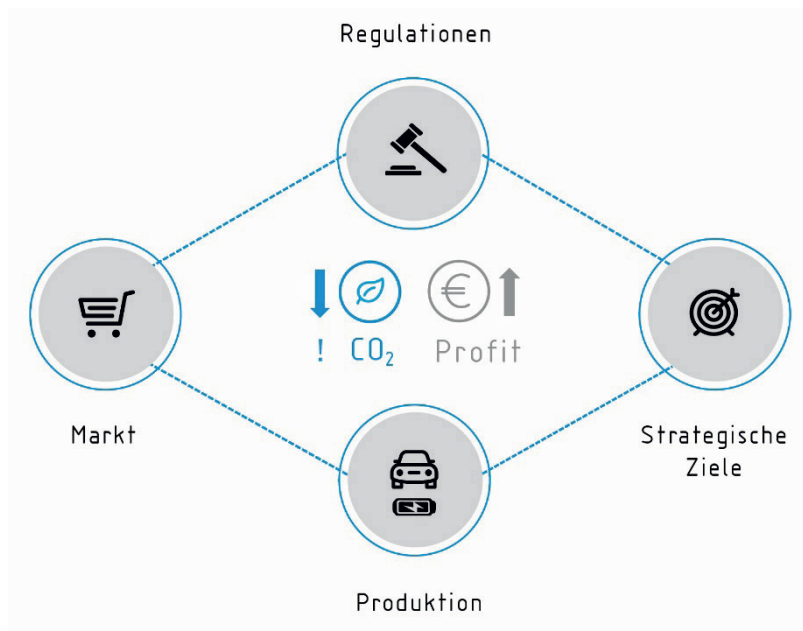 Regulationen
! CO₂ Profit
Markt
Strategische
Ziele
Produktion